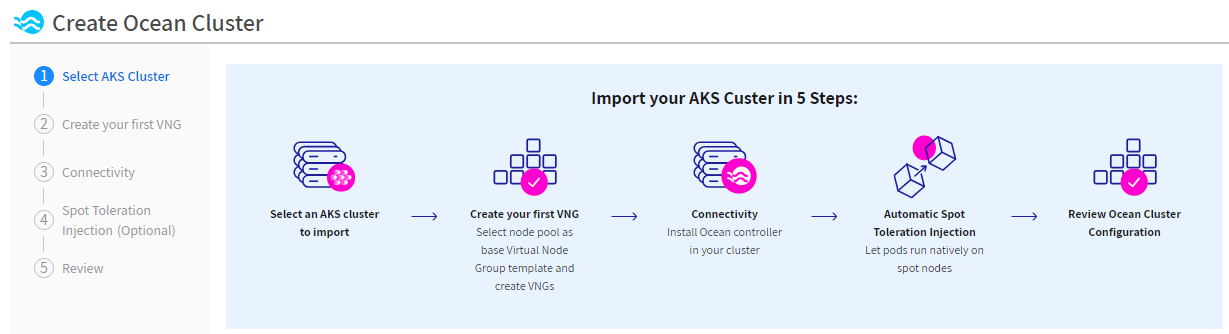 Create Ocean Cluster
1 Select AKS Cluster
2 Create your first VNG
3 Connectivity
4 Spot Toleration
Injection (Optional)
5 Review
Import your AKS Custer in 5 Steps:
Select an AKS cluster
to import
Create your first VNG
Select node pool as
base Virtual Node
Group template and
create VNGs
Connectivity
Install Ocean controller
in your cluster
Automatic Spot
Toleration Injection
Let pods run natively on
spot nodes
Review Ocean Cluster
Configuration